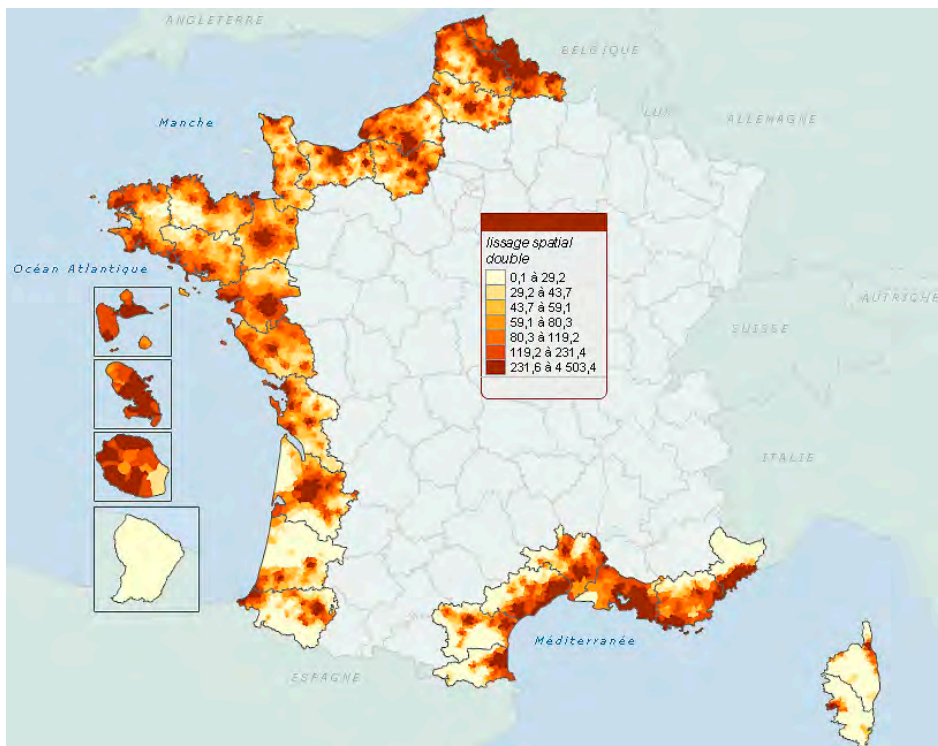 ANGLETERRE
BELGIQUE
LUX
ALLEMAGNE
Manche
lissage spatial
double
0,1 à 29,2
29,2 à 43,7
43,7 à 59,1
59,1 à 80,3
80,3 à 119,2
119,2 à 231,4
231,6 à 4 503,4
Océan Atlantique
AUTRICHE
SUISSE
ITALIE
Méditerranée
ESPAGNE